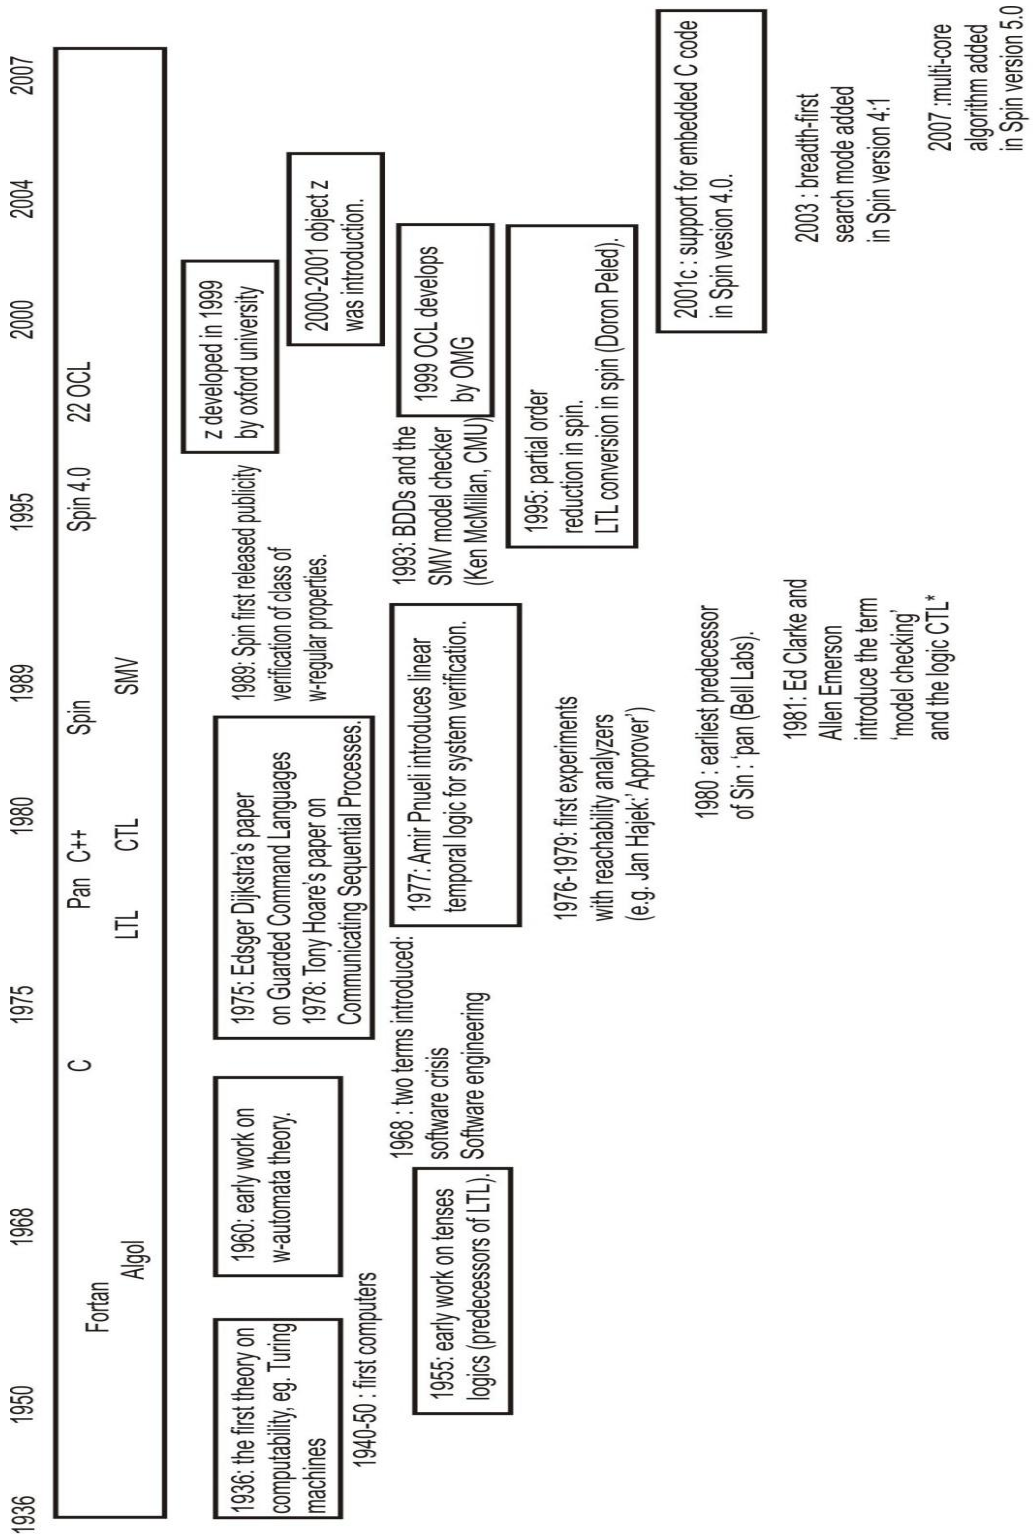 1936 1950 1968 1975 1980 1989 1995 2000 2004 2007
Fortan C Pan C++ Spin Spin 4.0 22 OCL
Algol LTL CTL SMV
1936: the first theory on
computability, eg. Turing
machines
1940-50 : first computers
1960: early work on
w-automata theory.
1955: early work on tenses
logics (predecessors of LTL).
1968 : two terms introduced:
software crisis
Software engineering
1975: Edsger Dijkstra's paper
on Guarded Command Languages
1978: Tony Hoare's paper on
Communicating Sequential Processes.
1977: Amir Pnueli introduces linear
temporal logic for system verification.
1976-1979: first experiments
with reachability analyzers
(e.g. Jan Hajek:' Approver')
1980 : earliest predecessor
of Sin : 'pan (Bell Labs).
1981: Ed Clarke and
Allen Emerson
introduce the term
'model checking'
and the logic CTL*
1989: Spin first released publicity
verification of class of
w-regular properties.
1993: BDDs and the
SMV model checker
(Ken McMillan, CMU)
1995: partial order
reduction in spin.
LTL conversion in spin (Doron Peled).
z developed in 1999
by oxford university
2000-2001 object z
was introduction.
1999 OCL develops
by OMG
2001c : support for embedded C code
in Spin vesion 4.0.
2003 : breadth-first
search mode added
in Spin version 4:1
2007 :multi-core
algorithm added
in Spin version 5.0